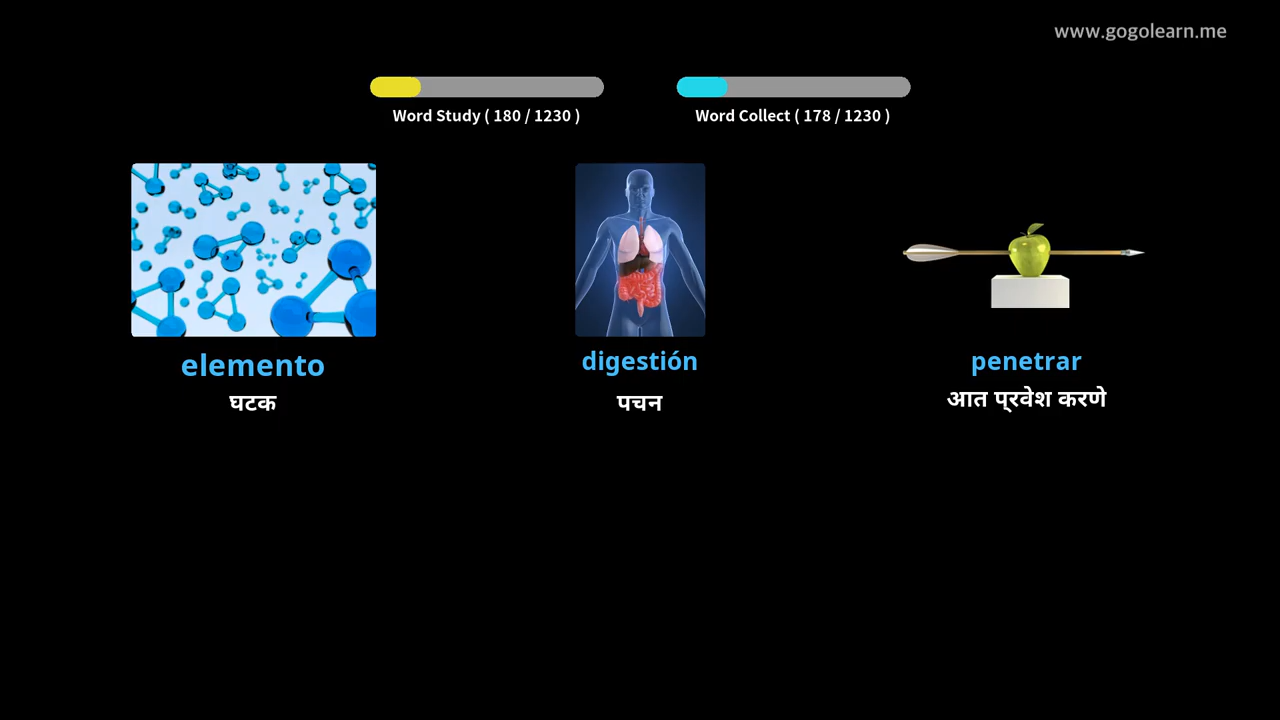 www.gogolearn.me
Word Study ( 180 / 1230 )
Word Collect ( 178 / 1230 )
elemento
घटक
digestión
पचन
penetrar
आत प्रवेश करणे